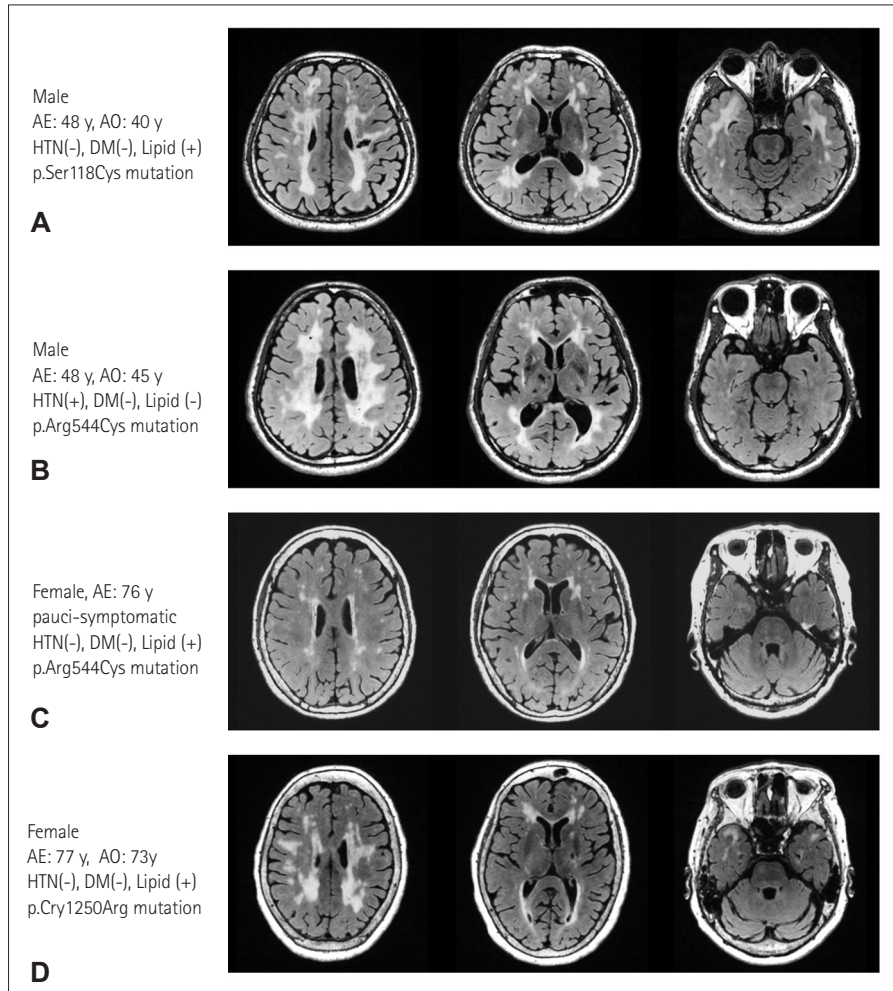 Male
AE: 48 y, AO: 40 y
HTN(-), DM(-), Lipid (+)
p.Ser118Cys mutation
A
Male
AE: 48 y, AO: 45 y
HTN(+), DM(-), Lipid (-)
p.Arg544Cys mutation
B
Female, AE: 76 y
pauci-symptomatic
HTN(-), DM(-), Lipid (+)
p.Arg544Cys mutation
C
Female
AE: 77 y, AO: 73y
HTN(-), DM(-), Lipid (+)
p.Cry1250Arg mutation
D